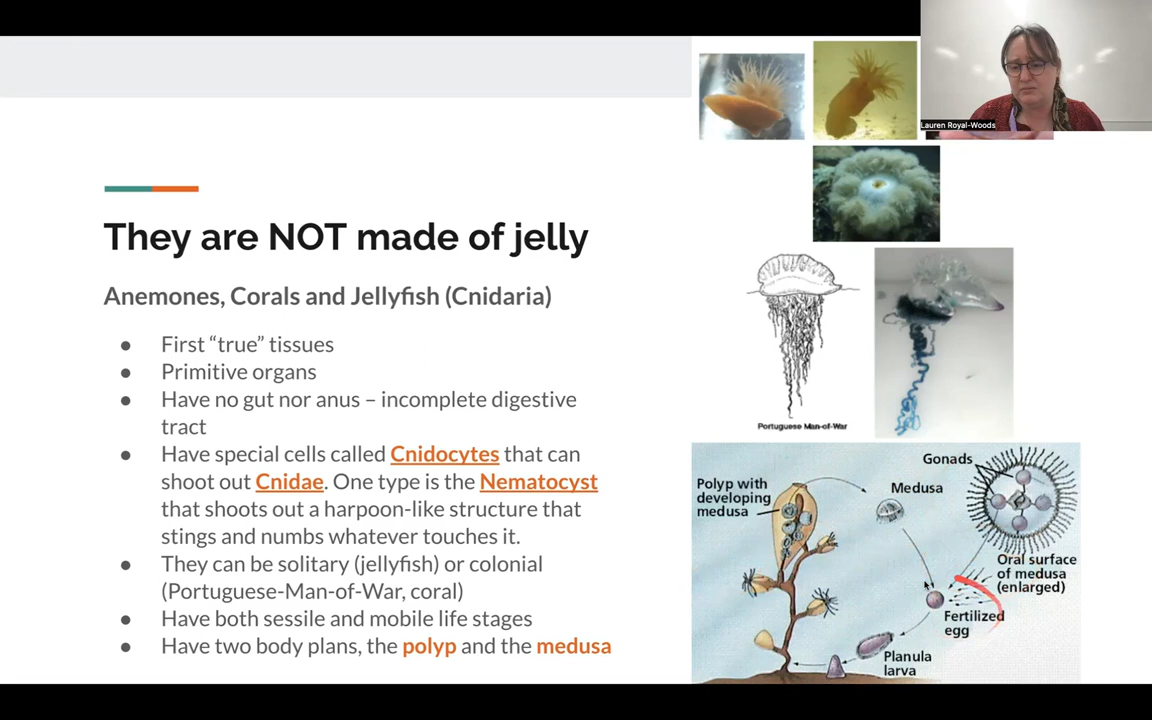 Lauren Royal-Woods
They are NOT made of jelly
Anemones, Corals and Jellyfish (Cnidaria)
● First “true” tissues
● Primitive organs
● Have no gut nor anus – incomplete digestive
tract
● Have special cells called Cnidocytes that can
shoot out Cnidae. One type is the Nematocyst
that shoots out a harpoon-like structure that
stings and numbs whatever touches it.
● They can be solitary (jellyfish) or colonial
(Portuguese-Man-of-War, coral)
● Have both sessile and mobile life stages
● Have two body plans, the polyp and the medusa
Portuguese Man-of-War
Gonads
Polyp with
developing
medusa
Medusa
Oral surface
of medusa
(enlarged)
Fertilized
egg
Planula
larva